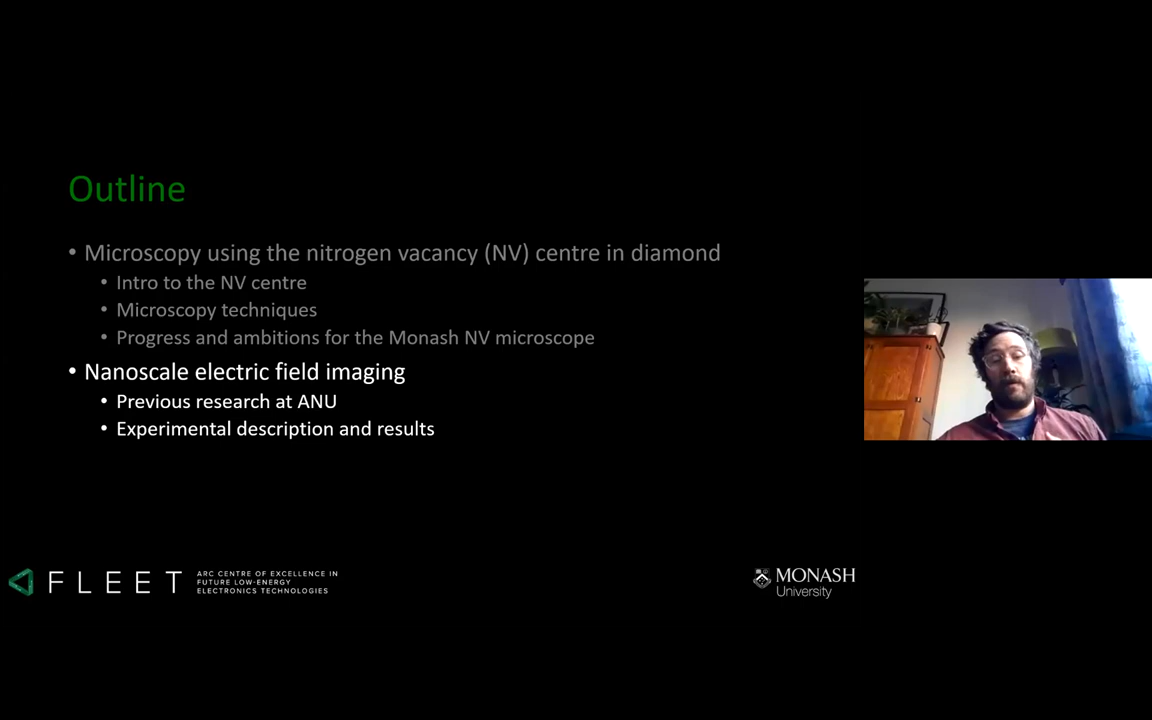 Outline
• Microscopy using the nitrogen vacancy (NV) centre in diamond
• Intro to the NV centre
• Microscopy techniques
• Progress and ambitions for the Monash NV microscope
• Nanoscale electric field imaging
• Previous research at ANU
• Experimental description and results
FLEET
ARC CENTRE OF EXCELLENCE IN
FUTURE LOW-ENERGY
ELECTRONICS TECHNOLOGIES
MONASH
University